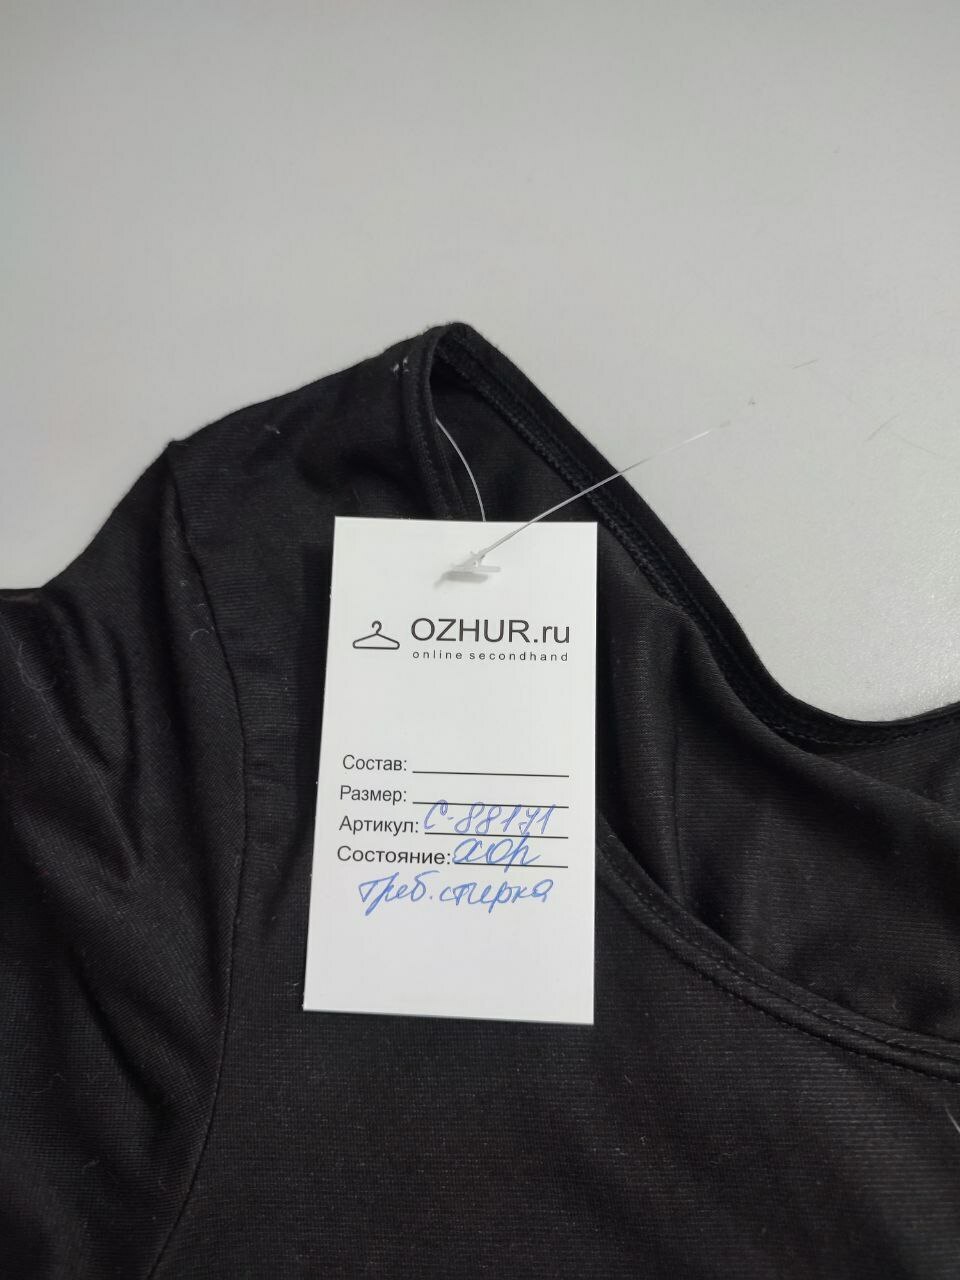 OZHUR.ru
online secondhand
Состав:
Размер:
Артикул: С-88171
Состояние: хор
треб. стирка